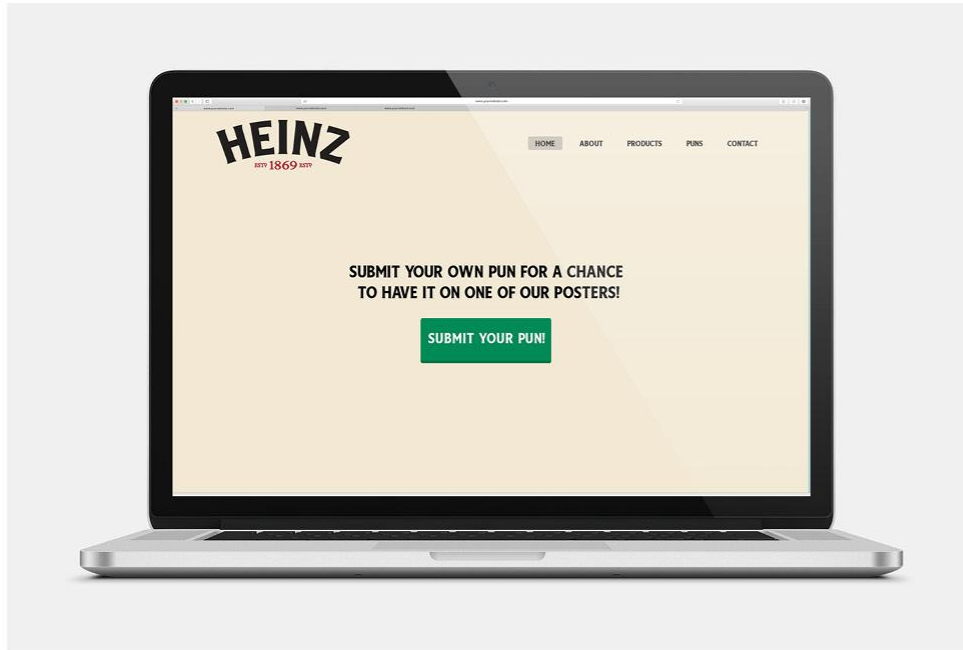 HEINZ
ESTD 1869 ESTD
HOME ABOUT PRODUCTS PUNS CONTACT
SUBMIT YOUR OWN PUN FOR A CHANCE
TO HAVE IT ON ONE OF OUR POSTERS!
SUBMIT YOUR PUN!